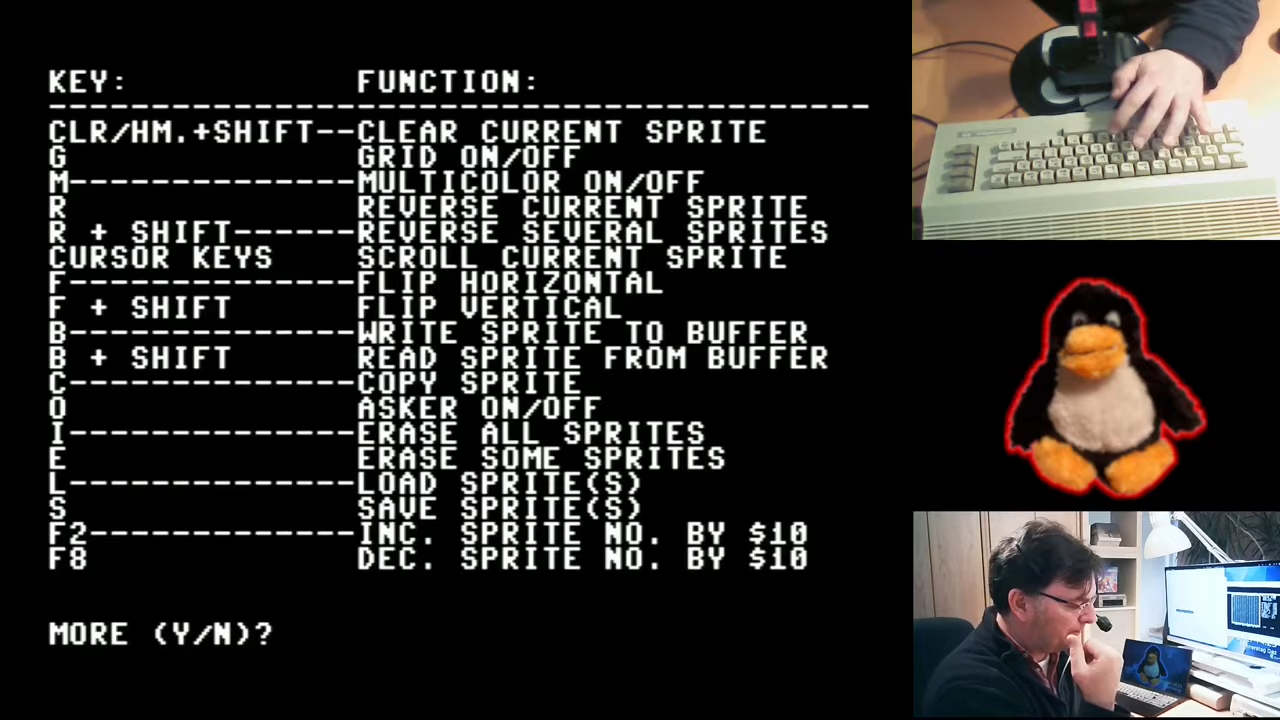 KEY: FUNCTION:
----------------------------------------
CLR/HM.+SHIFT--CLEAR CURRENT SPRITE
G GRID ON/OFF
M--------------MULTICOLOR ON/OFF
R REVERSE CURRENT SPRITE
R + SHIFT------REVERSE SEVERAL SPRITES
CURSOR KEYS SCROLL CURRENT SPRITE
F--------------FLIP HORIZONTAL
F + SHIFT FLIP VERTICAL
B--------------WRITE SPRITE TO BUFFER
B + SHIFT READ SPRITE FROM BUFFER
C--------------COPY SPRITE
O ASKER ON/OFF
I--------------ERASE ALL SPRITES
E ERASE SOME SPRITES
L--------------LOAD SPRITE(S)
S SAVE SPRITE(S)
F2-------------INC. SPRITE NO. BY $10
F8 DEC. SPRITE NO. BY $10
MORE (Y/N)?